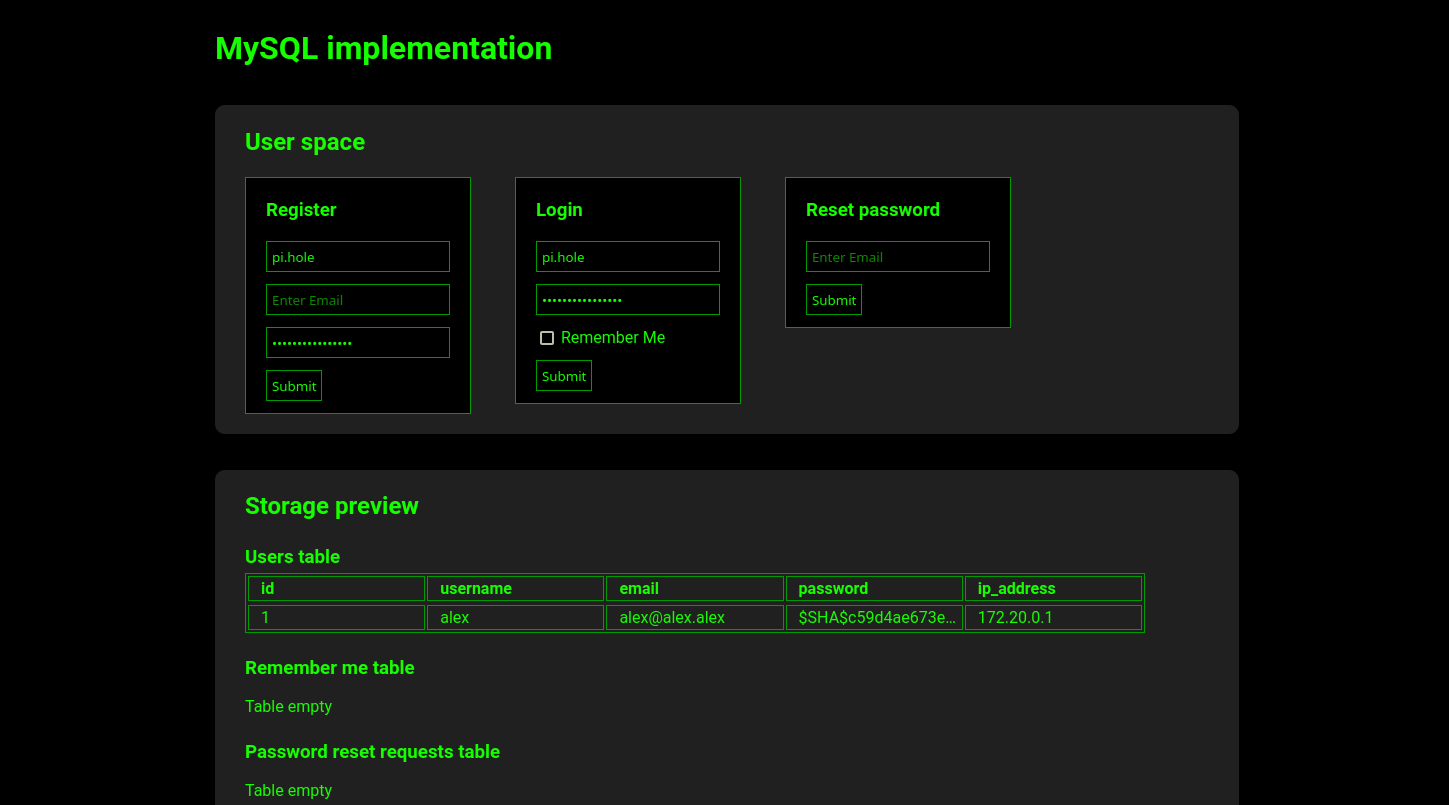 MySQL implementation
User space
Register
pi.hole
Enter Email
••••••••••••••••
Submit
Login
pi.hole
••••••••••••••••
Remember Me
Submit
Reset password
Enter Email
Submit
Storage preview
Users table
id username email password ip_address
1 alex alex@alex.alex $SHA$c59d4ae673e… 172.20.0.1
Remember me table
Table empty
Password reset requests table
Table empty